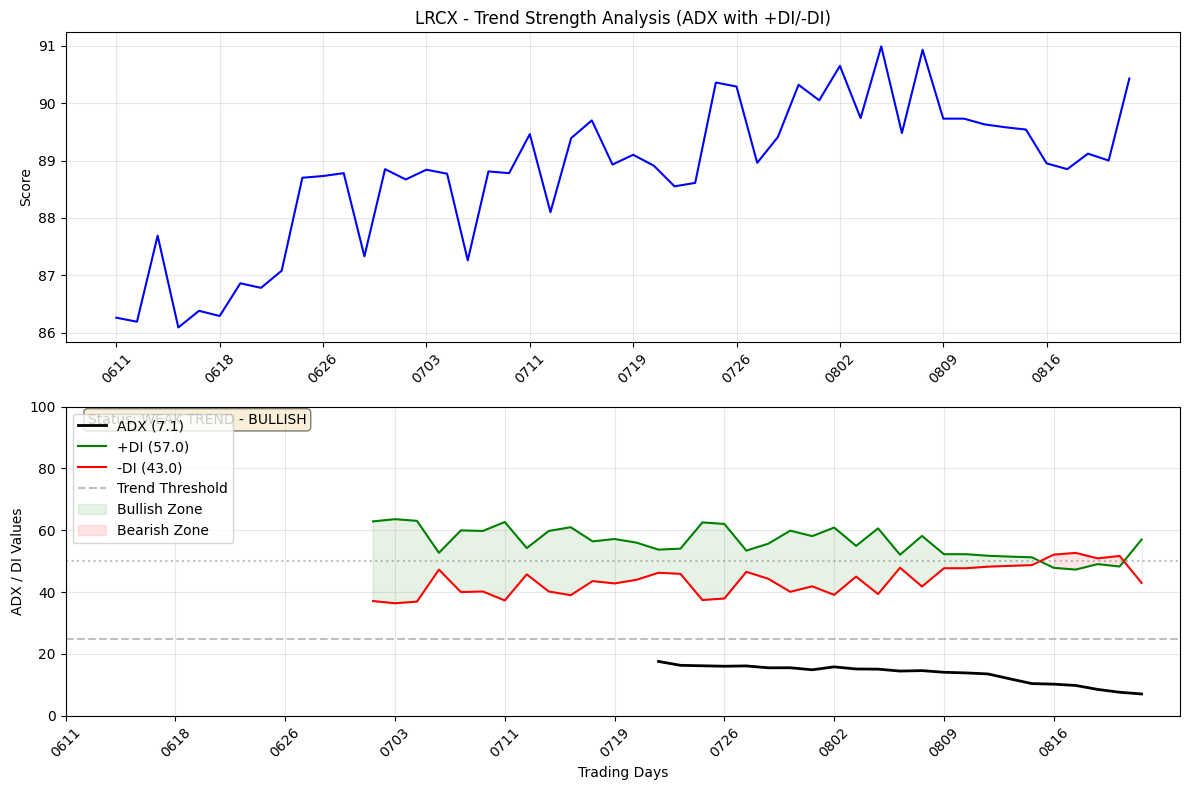 LRCX - Trend Strength Analysis (ADX with +DI/-DI)
91
90
89
88
87
86
Score
0611
0618
0626
0703
0711
0719
0726
0802
0809
0816
Status: WEAK TREND - BULLISH
ADX (7.1)
+DI (57.0)
-DI (43.0)
Trend Threshold
Bullish Zone
Bearish Zone
100
80
60
40
20
0
ADX / DI Values
0611
0618
0626
0703
0711
0719
0726
0802
0809
0816
Trading Days